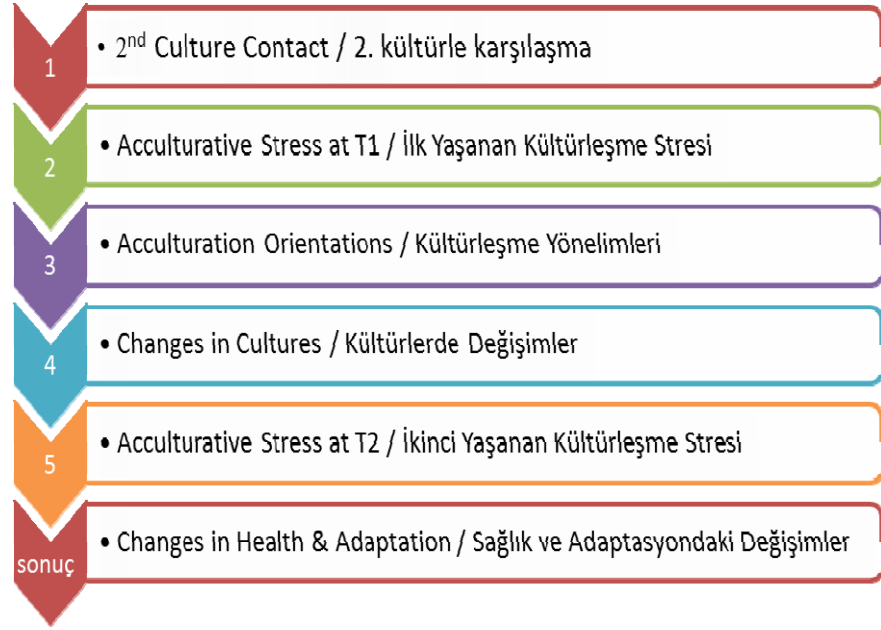 1
• 2nd Culture Contact / 2. kültürle karşılaşma
2
• Acculturative Stress at T1 / İlk Yaşanan Kültürleşme Stresi
3
• Acculturation Orientations / Kültürleşme Yönelimleri
4
• Changes in Cultures / Kültürlerde Değişimler
5
• Acculturative Stress at T2 / İkinci Yaşanan Kültürleşme Stresi
sonuç
• Changes in Health & Adaptation / Sağlık ve Adaptasyondaki Değişimler